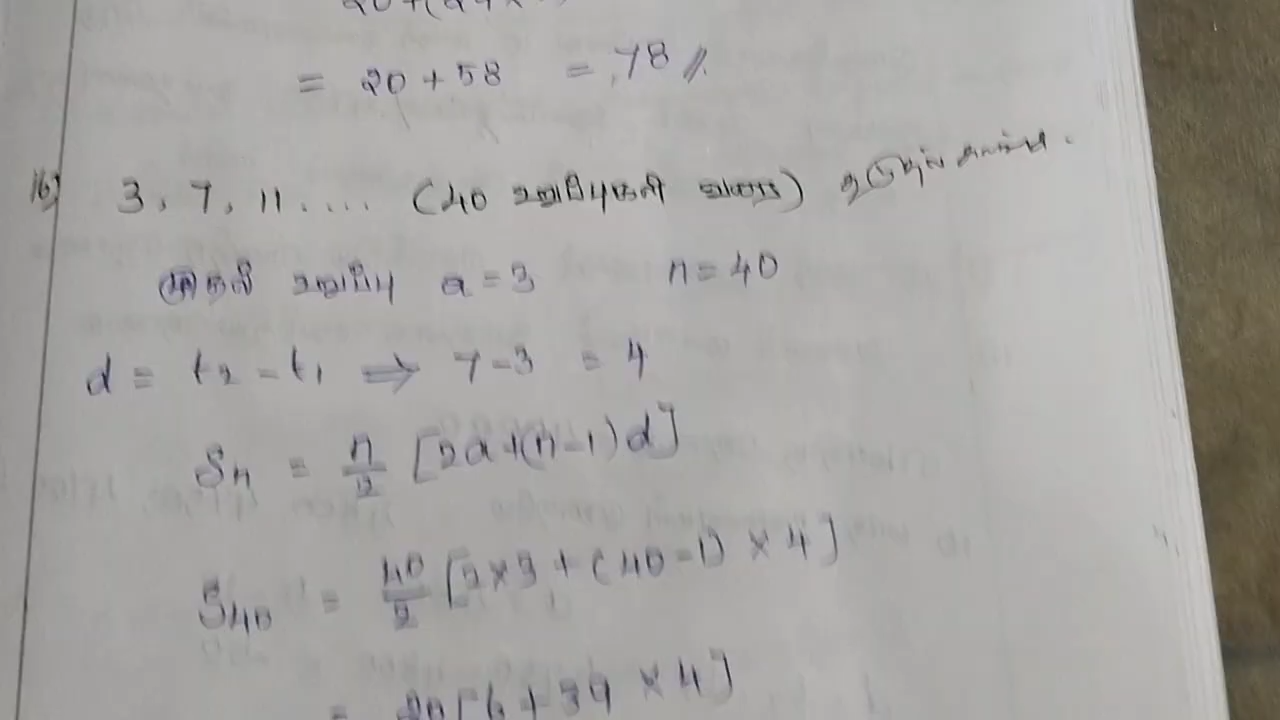 = 20 + 58 = 78 //.
16) 3, 7, 11 .... (40 உறுப்புகள் வரை) கூடுதல் காண்க.
முதல் உறுப்பு a = 3 n = 40
d = t₂ - t₁ ⇒ 7 - 3 = 4
Sₙ = n/2 [2a+(n-1)d]
S₄₀ = 40/2 [2×3 + (40-1) × 4]
= 20 [6 + 39 × 4]